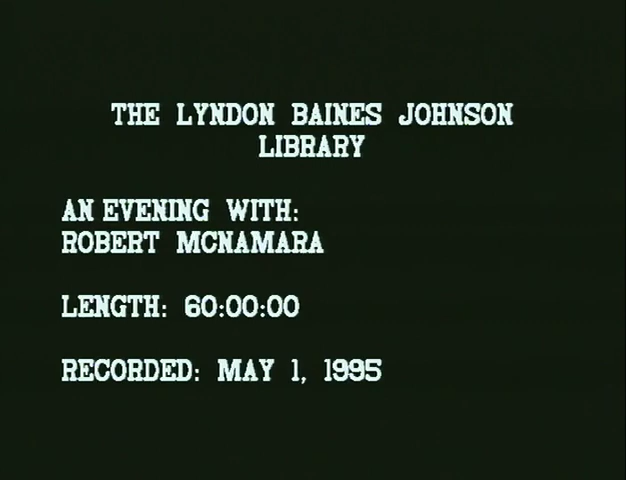 THE LYNDON BAINES JOHNSON
LIBRARY
AN EVENING WITH:
ROBERT MCNAMARA
LENGTH: 60:00:00
RECORDED: MAY 1, 1995